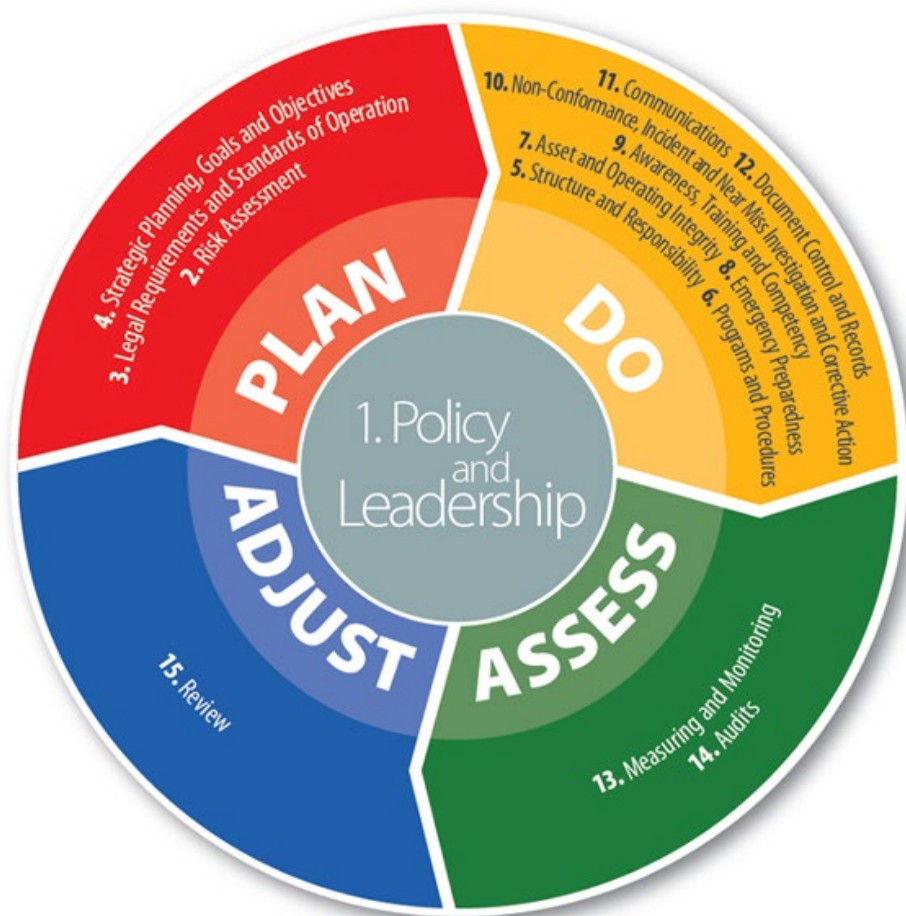 PLAN
4. Strategic Planning, Goals and Objectives
3. Legal Requirements and Standards of Operation
2. Risk Assessment
DO
11. Communications
12. Document Control and Records
10. Non-Conformance, Incident and Near Miss Investigation and Corrective Action
9. Awareness, Training and Competency
7. Asset and Operating Integrity
8. Emergency Preparedness
5. Structure and Responsibility
6. Programs and Procedures
1. Policy
and
Leadership
ASSESS
13. Measuring and Monitoring
14. Audits
ADJUST
15. Review